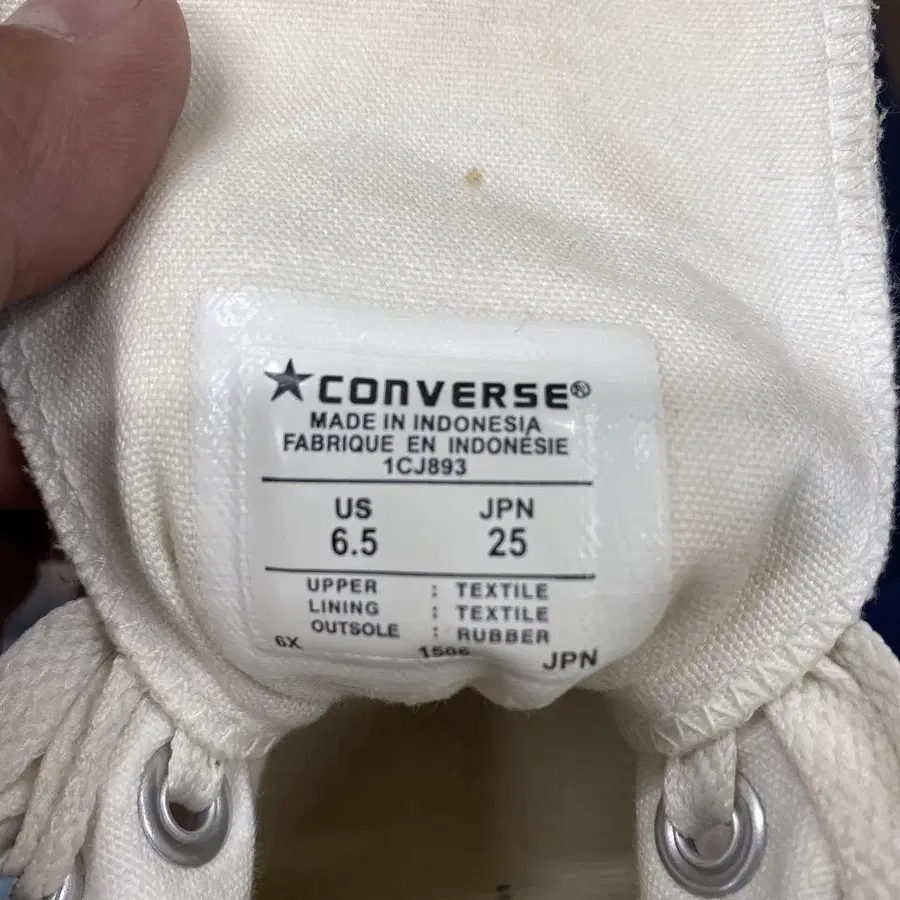 ★CONVERSE®
MADE IN INDONESIA
FABRIQUE EN INDONÉSIE
1CJ893
US JPN
6.5 25
UPPER : TEXTILE
LINING : TEXTILE
OUTSOLE : RUBBER
6X JPN